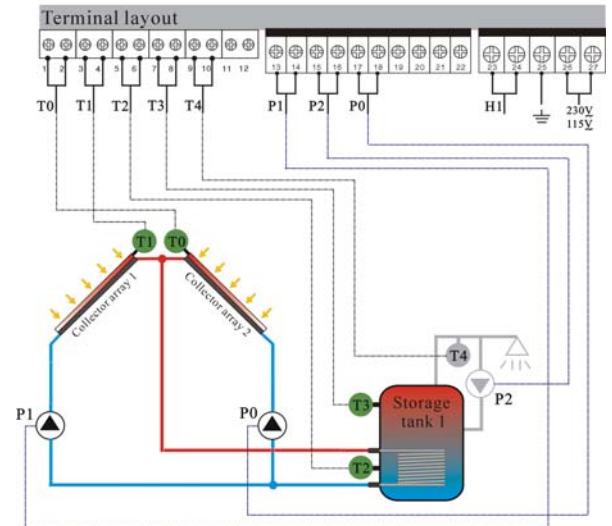 Terminal layout
1 2 3 4 5 6 7 8 9 10 11 12 13 14 15 16 17 18 19 20 21 22 23 24 25 26 27
T0 T1 T2 T3 T4 P1 P2 P0 H1 230V
115V
T1 T0
Collector array 1
Collector array 2
T4
P1 P0 P2
T3 Storage
tank 1
T2